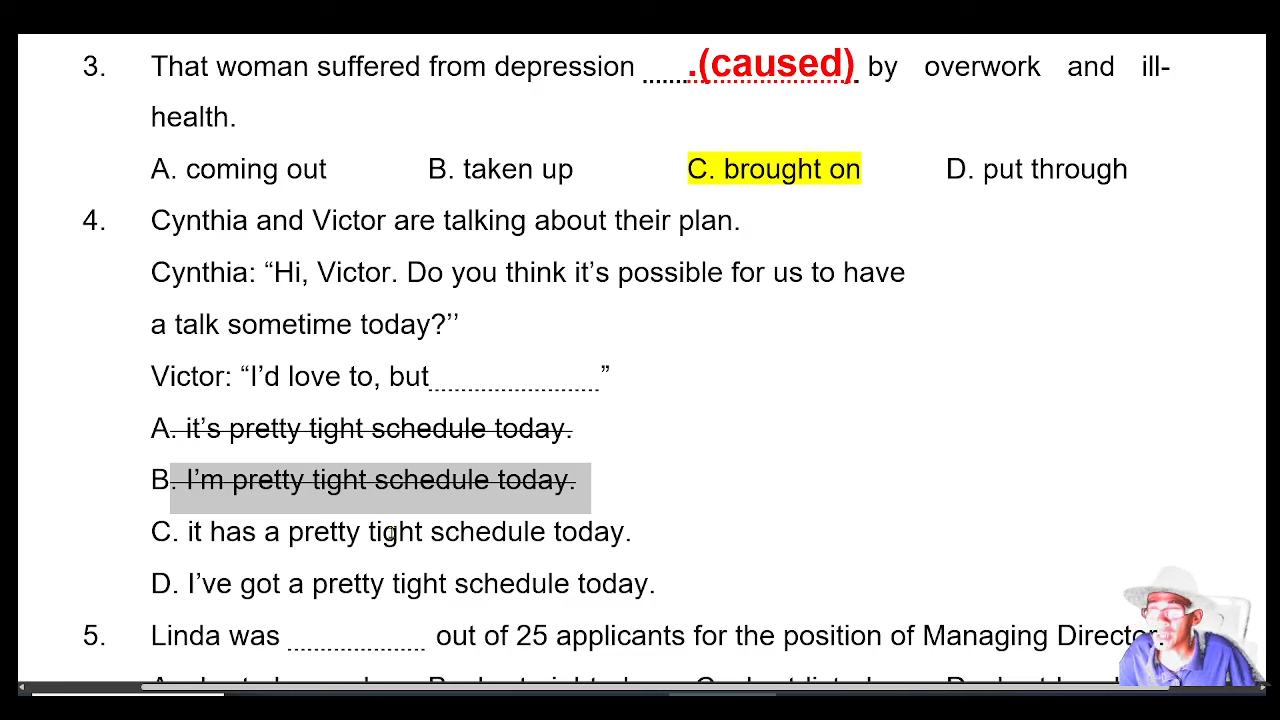 3. That woman suffered from depression .(caused) by overwork and ill-
health.
A. coming out B. taken up C. brought on D. put through
4. Cynthia and Victor are talking about their plan.
Cynthia: “Hi, Victor. Do you think it’s possible for us to have
a talk sometime today?’’
Victor: “I’d love to, but........................”
A. it’s pretty tight schedule today.
B. I’m pretty tight schedule today.
C. it has a pretty tight schedule today.
D. I’ve got a pretty tight schedule today.
5. Linda was .................... out of 25 applicants for the position of Managing Director